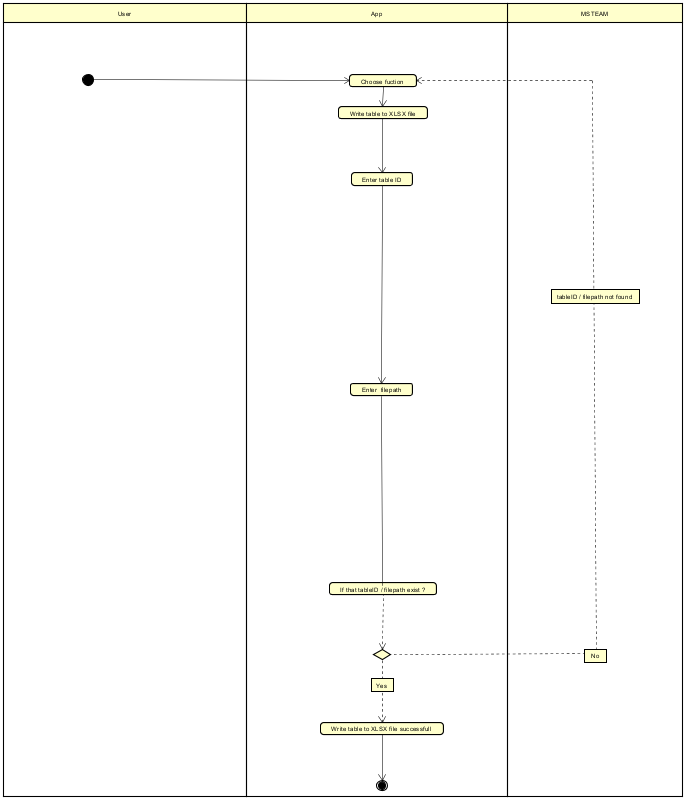 User
App
MSTEAM
Choose fuction
Write table to XLSX file
Enter table ID
tableID / filepath not found
Enter filepath
If that tableID / filepath exist ?
No
Yes
Write table to XLSX file successfull